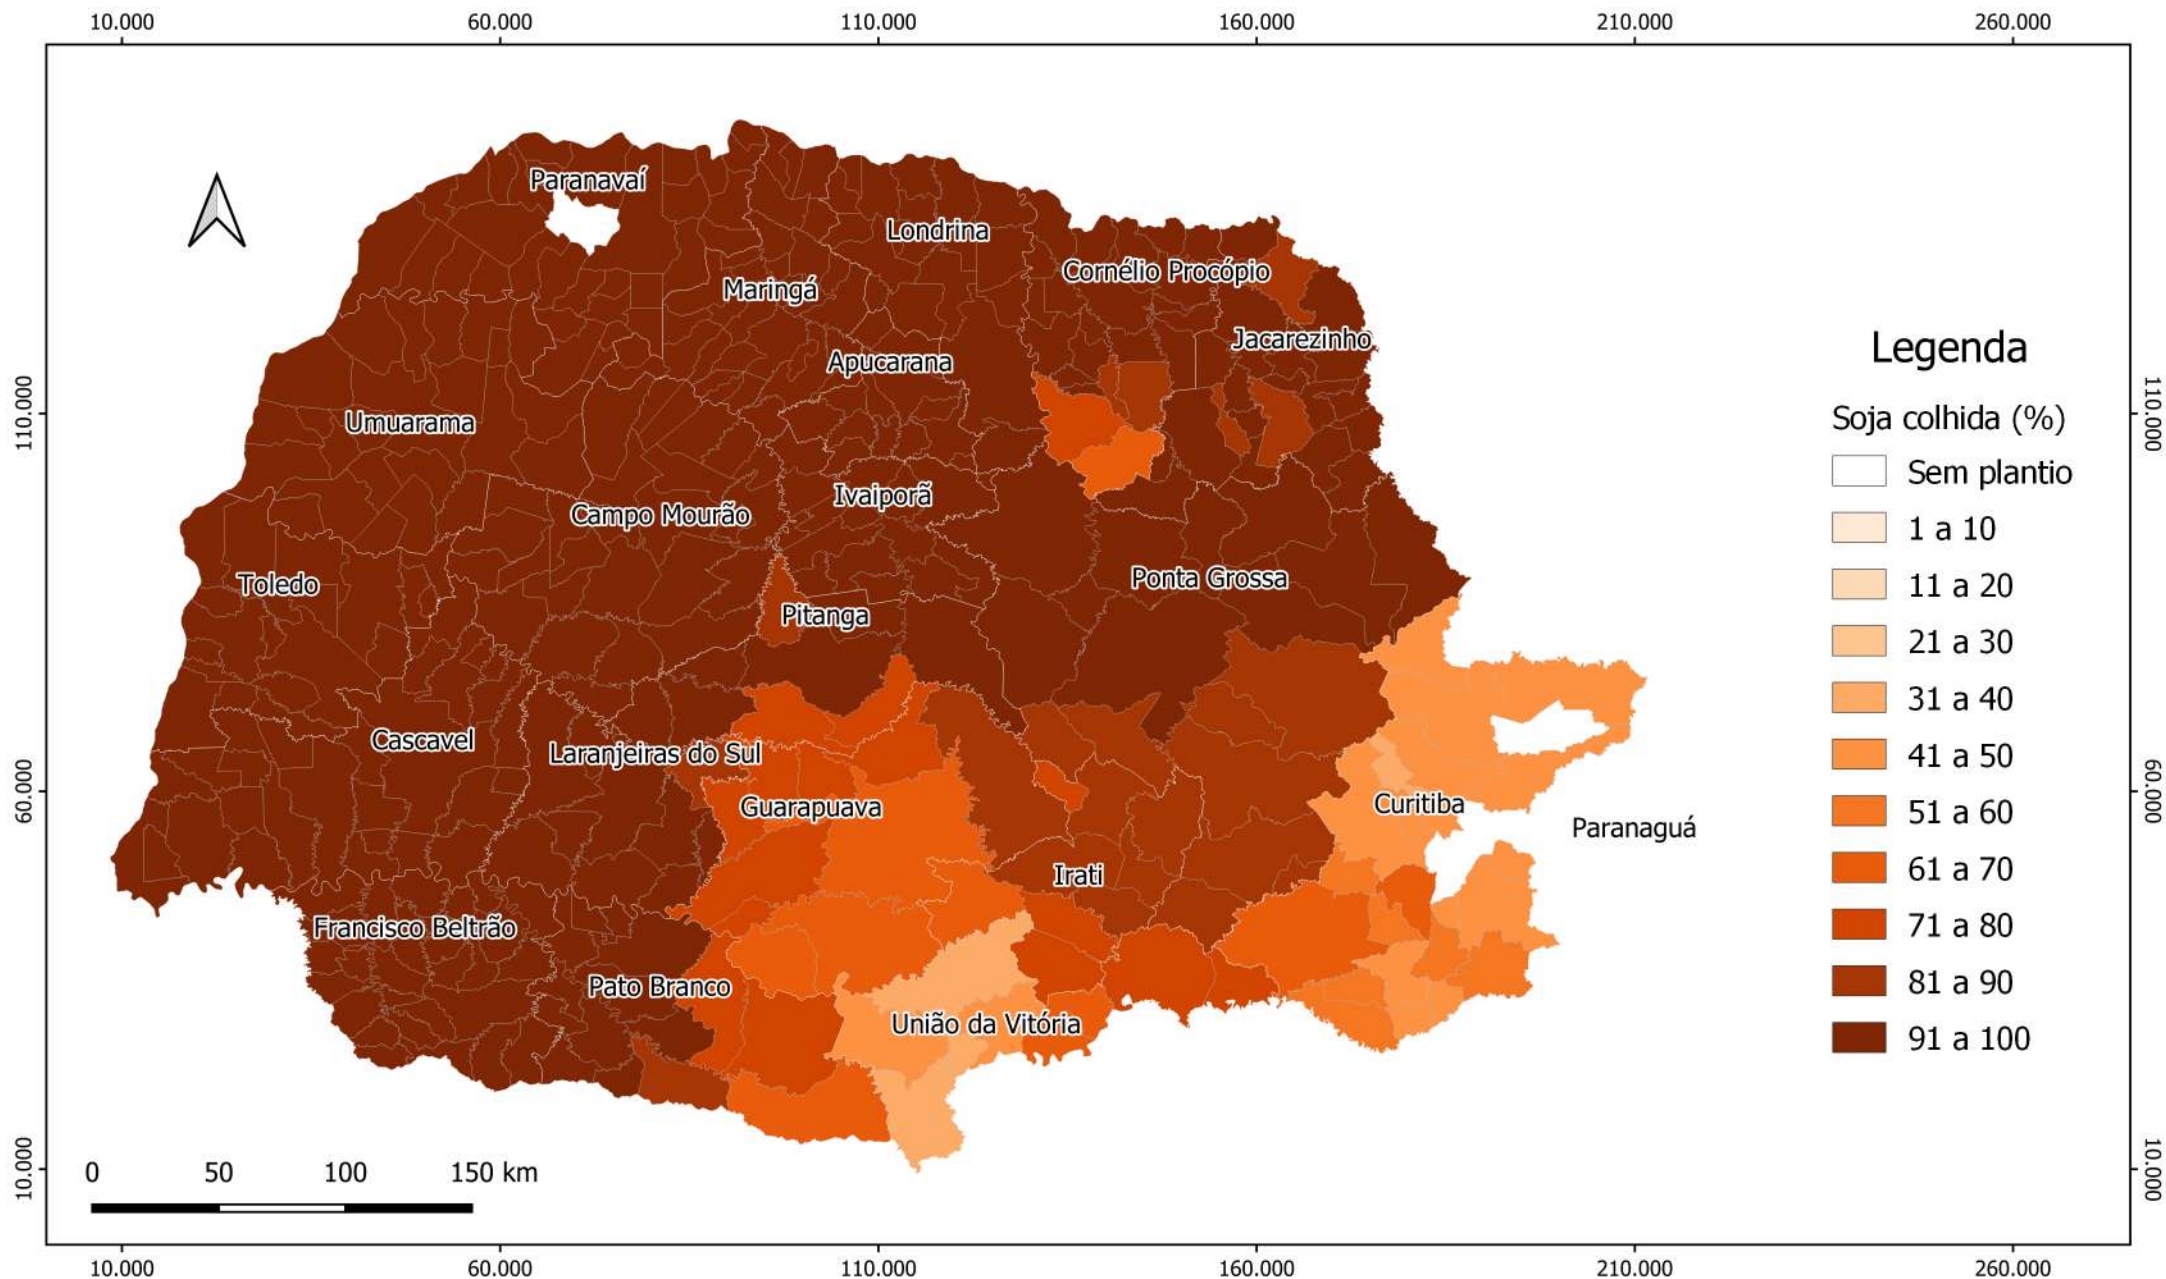 10.000
60.000
110.000
160.000
210.000
260.000
Paranavaí
Londrina
Cornélio Procópio
Maringá
Jacarezinho
Apucarana
Umuarama
Ivaiporã
Campo Mourão
Ponta Grossa
Toledo
Pitanga
Cascavel
Laranjeiras do Sul
Guarapuava
Curitiba
Paranaguá
Irati
Francisco Beltrão
Pato Branco
União da Vitória
Legenda
Soja colhida (%)
Sem plantio
1 a 10
11 a 20
21 a 30
31 a 40
41 a 50
51 a 60
61 a 70
71 a 80
81 a 90
91 a 100
110.000
60.000
10.000
110.000
60.000
10.000
0 50 100 150 km
10.000
60.000
110.000
160.000
210.000
260.000